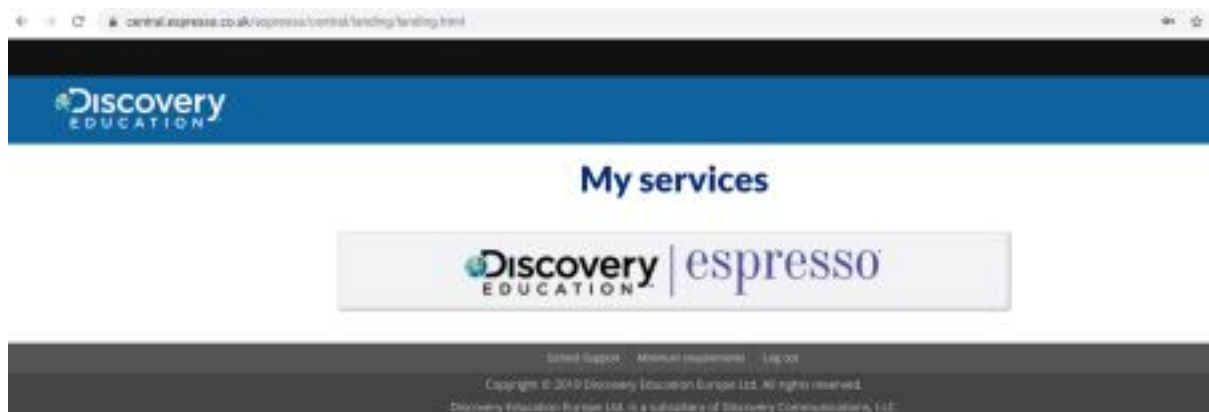 central.espresso.co.uk/espresso/central/landing/landing.html
Discovery
EDUCATION
My services
Discovery EDUCATION | espresso
School Support Minimum requirements Log out
Copyright © 2019 Discovery Education Europe Ltd. All rights reserved.
Discovery Education Europe Ltd. is a subsidiary of Discovery Communications, LLC